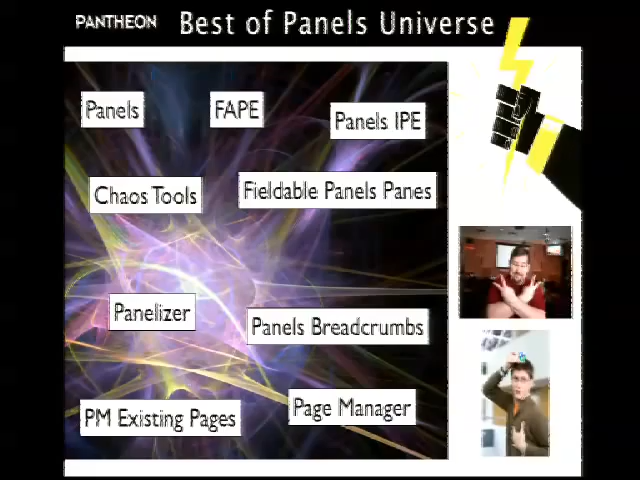 PANTHEON Best of Panels Universe
Panels
FAPE
Panels IPE
Chaos Tools
Fieldable Panels Panes
Panelizer
Panels Breadcrumbs
PM Existing Pages
Page Manager